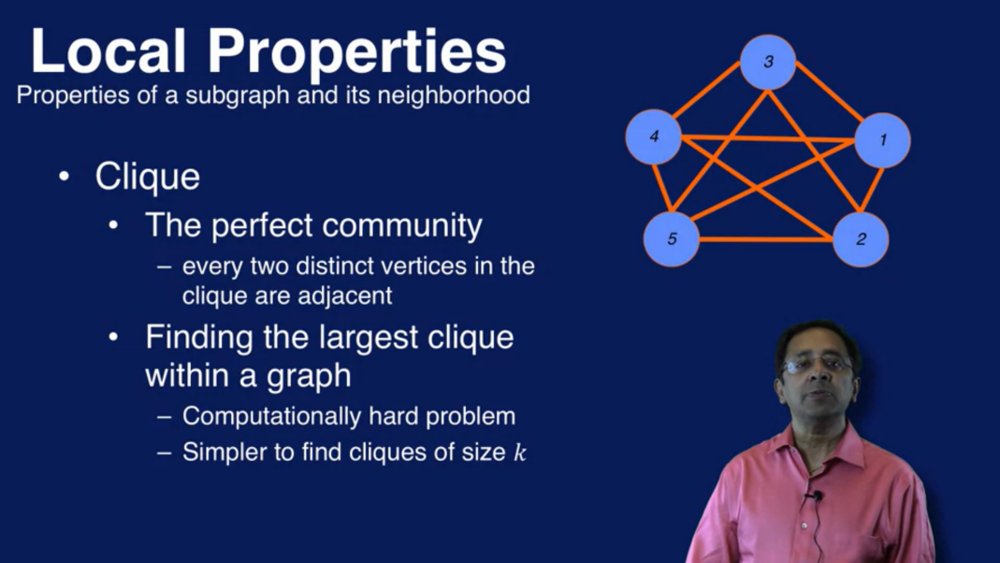 Local Properties
Properties of a subgraph and its neighborhood
• Clique
• The perfect community
– every two distinct vertices in the
clique are adjacent
• Finding the largest clique
within a graph
– Computationally hard problem
– Simpler to find cliques of size k
3
4
1
5
2